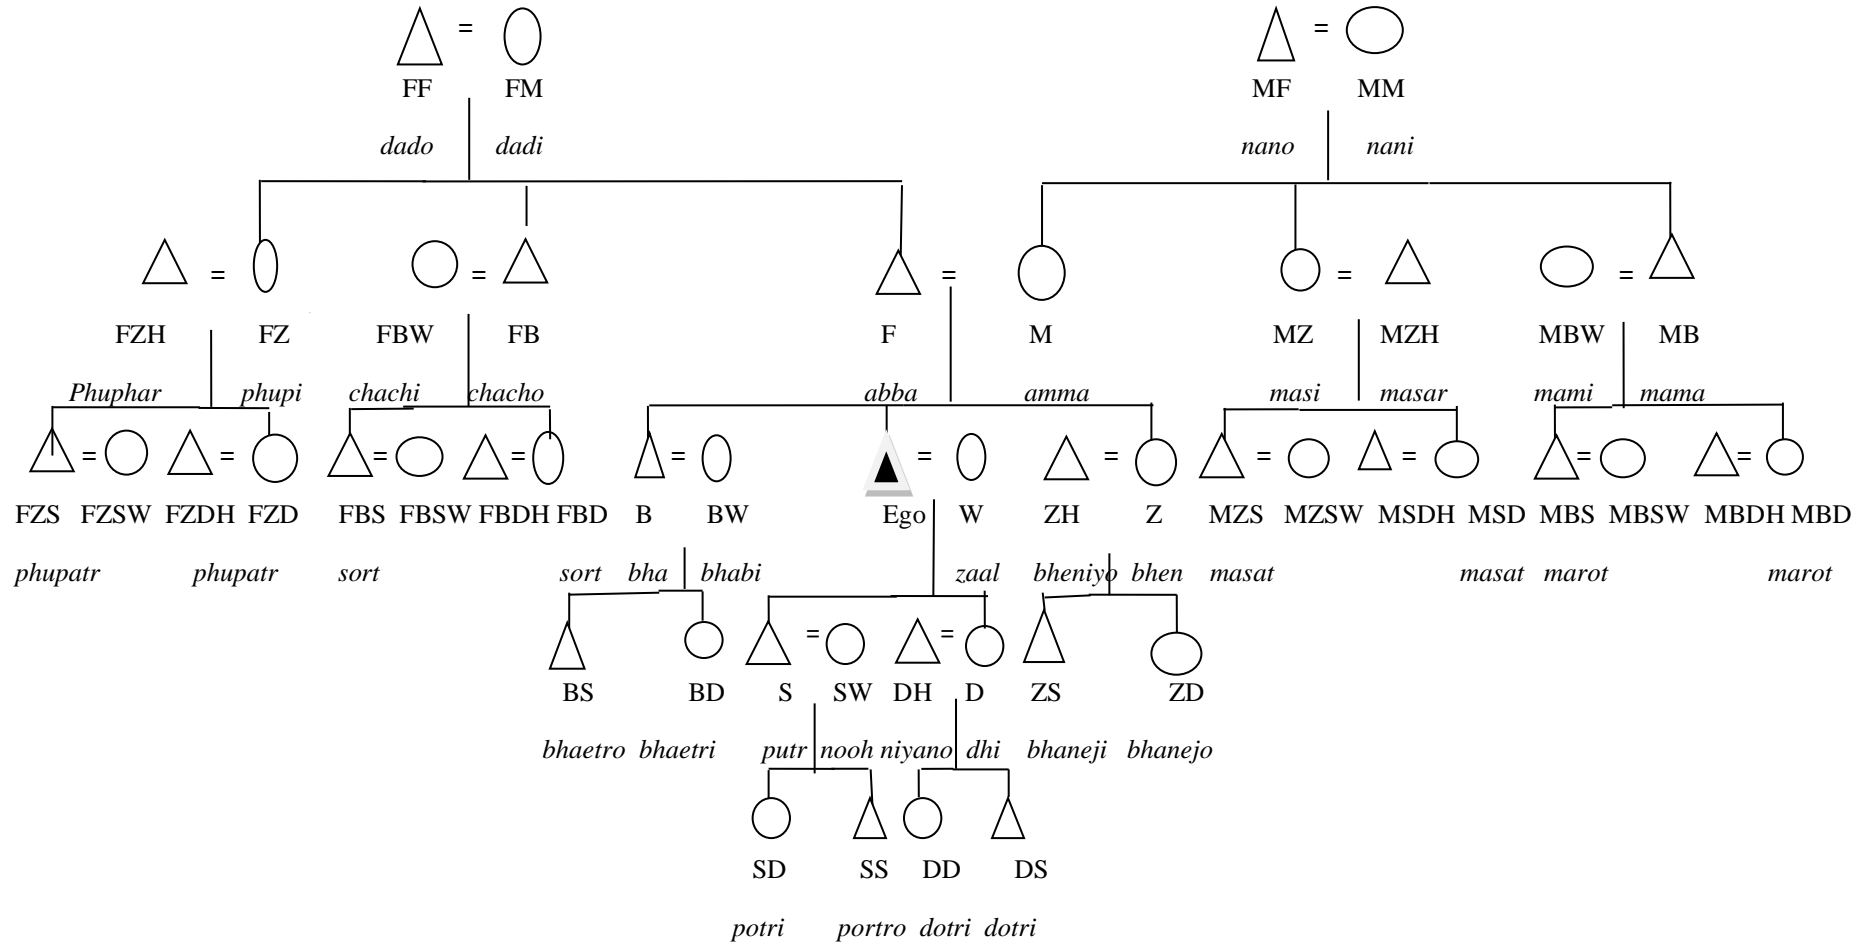 = =
FF FM MF MM
dado dadi nano nani
= = = = =
FZH FZ FBW FB F M MZ MZH MBW MB
Phuphar phupi chachi chacho abba amma masi masar mami mama
= = = = = = = = = = =
FZS FZSW FZDH FZD FBS FBSW FBDH FBD B BW Ego W ZH Z MZS MZSW MSDH MSD MBS MBSW MBDH MBD
phupatr phupatr sort sort bha bhabi zaal bheniyo bhen masat masat marot marot
= =
BS BD S SW DH D ZS ZD
bhaetro bhaetri putr nooh niyano dhi bhaneji bhanejo
SD SS DD DS
potri portro dotri dotri